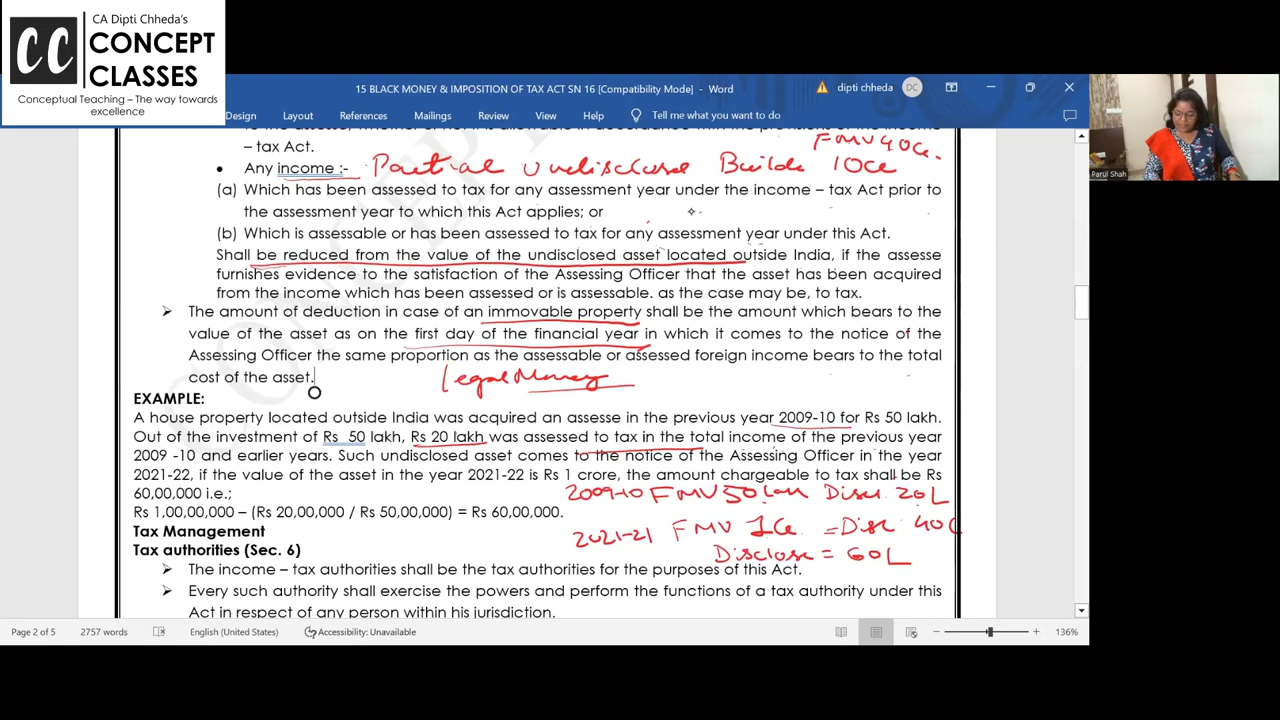 CA Dipti Chheda's
CONCEPT
CLASSES
Conceptual Teaching – The way towards
excellence
15 BLACK MONEY & IMPOSITION OF TAX ACT SN 16 [Compatibility Mode] - Word
dipti chheda
DC
Design Layout References Mailings Review View Help Tell me what you want to do
– tax Act.
FMV 40Ce.
• Any income :- Partial undisclosed Builde 10Ce
(a) Which has been assessed to tax for any assessment year under the income – tax Act prior to
the assessment year to which this Act applies; or
(b) Which is assessable or has been assessed to tax for any assessment year under this Act.
Shall be reduced from the value of the undisclosed asset located outside India, if the assesse
furnishes evidence to the satisfaction of the Assessing Officer that the asset has been acquired
from the income which has been assessed or is assessable. as the case may be, to tax.
➢ The amount of deduction in case of an immovable property shall be the amount which bears to the
value of the asset as on the first day of the financial year in which it comes to the notice of the
Assessing Officer the same proportion as the assessable or assessed foreign income bears to the total
cost of the asset.
legal Money
EXAMPLE:
A house property located outside India was acquired an assesse in the previous year 2009-10 for Rs 50 lakh.
Out of the investment of Rs 50 lakh, Rs 20 lakh was assessed to tax in the total income of the previous year
2009 -10 and earlier years. Such undisclosed asset comes to the notice of the Assessing Officer in the year
2021-22, if the value of the asset in the year 2021-22 is Rs 1 crore, the amount chargeable to tax shall be Rs
60,00,000 i.e.;
2009-10 FMV 50 Lakh Discl. 20L
Rs 1,00,00,000 – (Rs 20,00,000 / Rs 50,00,000) = Rs 60,00,000.
2021-21 FMV 1Ce = Disc 40L
Tax Management
Tax authorities (Sec. 6)
Disclose = 60L
➢ The income – tax authorities shall be the tax authorities for the purposes of this Act.
➢ Every such authority shall exercise the powers and perform the functions of a tax authority under this
Act in respect of any person within his jurisdiction.
Page 2 of 5 2757 words English (United States) Accessibility: Unavailable 136%
Parul Shah